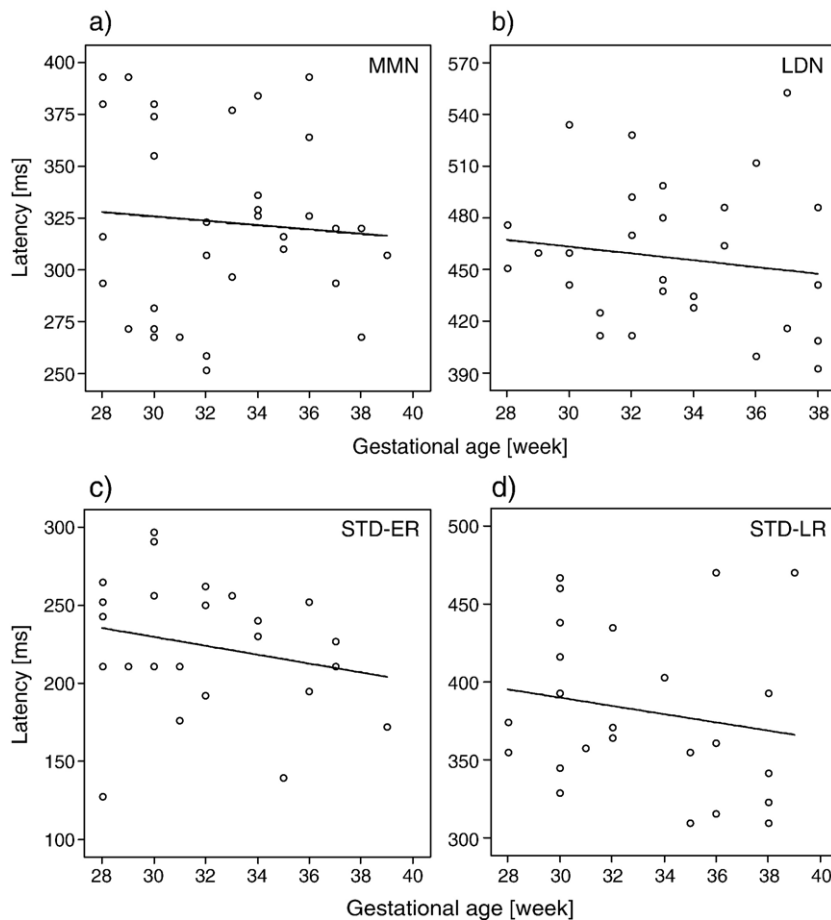 a)
MMN
400
375
350
325
300
275
250
28 30 32 34 36 38 40
Latency [ms]
b)
LDN
570
540
510
480
450
420
390
28 30 32 34 36 38
Gestational age [week]
c)
STD-ER
300
250
200
150
100
28 30 32 34 36 38 40
Latency [ms]
d)
STD-LR
500
450
400
350
300
28 30 32 34 36 38 40
Gestational age [week]